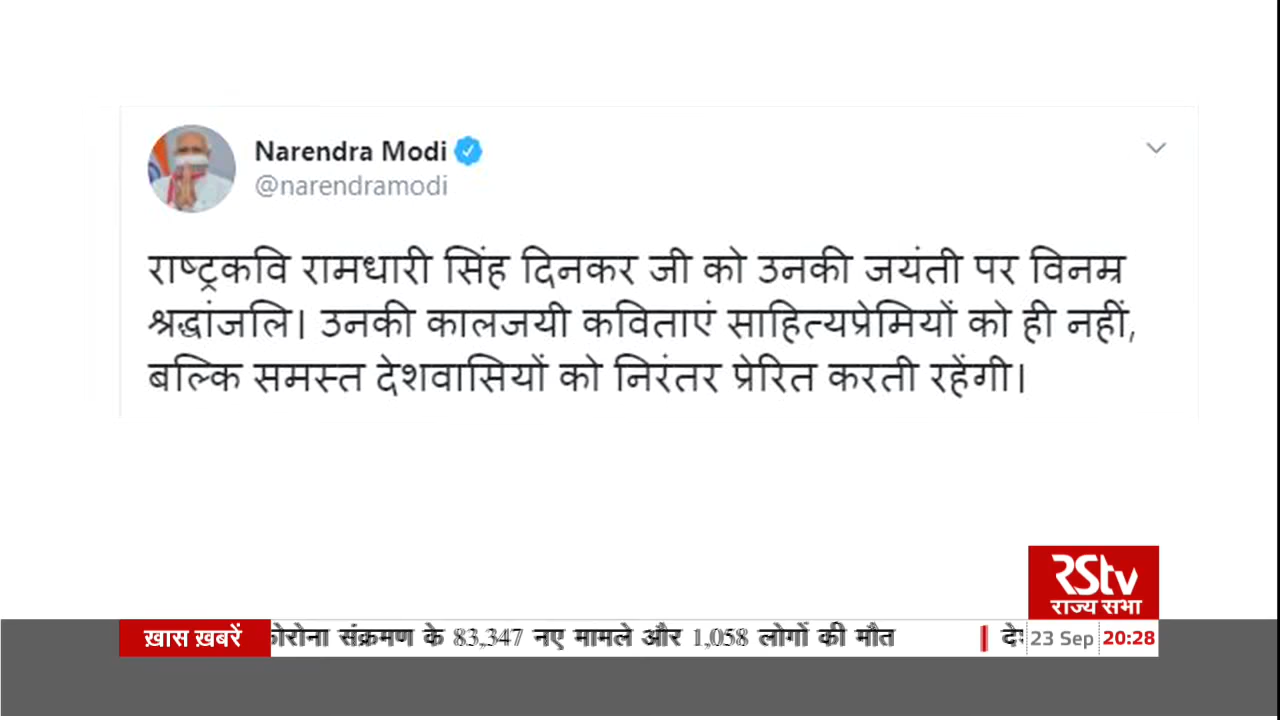 Narendra Modi
@narendramodi
राष्ट्रकवि रामधारी सिंह दिनकर जी को उनकी जयंती पर विनम्र
श्रद्धांजलि। उनकी कालजयी कविताएं साहित्यप्रेमियों को ही नहीं,
बल्कि समस्त देशवासियों को निरंतर प्रेरित करती रहेंगी।
RStv
राज्य सभा
ख़ास ख़बरें
संक्रमण के 83,347 नए मामले और 1,058 लोगों की मौत
23 Sep 20:28